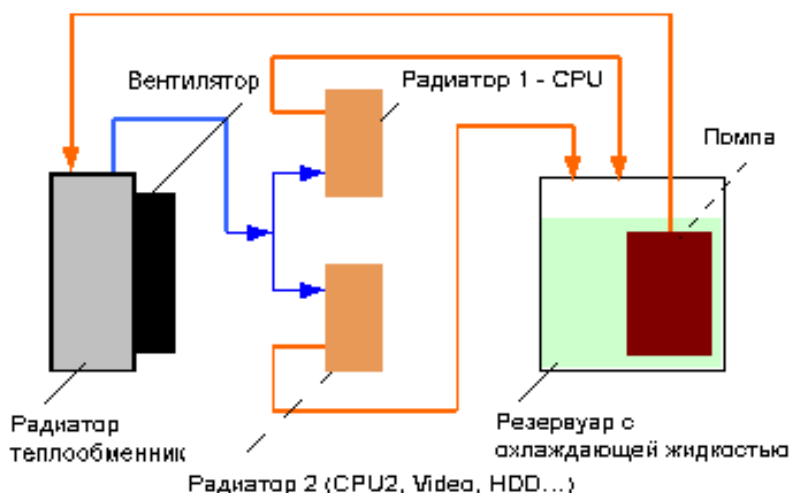 Вентилятор
Радиатор 1 - CPU
Помпа
Радиатор
теплообменник
Резервуар с
охлаждающей жидкостью
Радиатор 2 (CPU2, Video, HDD...)